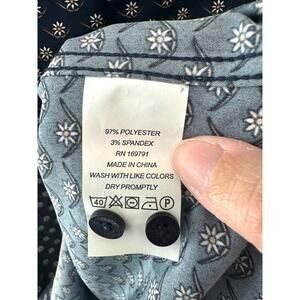 97% POLYESTER
3% SPANDEX
RN 169791
MADE IN CHINA
WASH WITH LIKE COLORS
DRY PROMPTLY
40 P